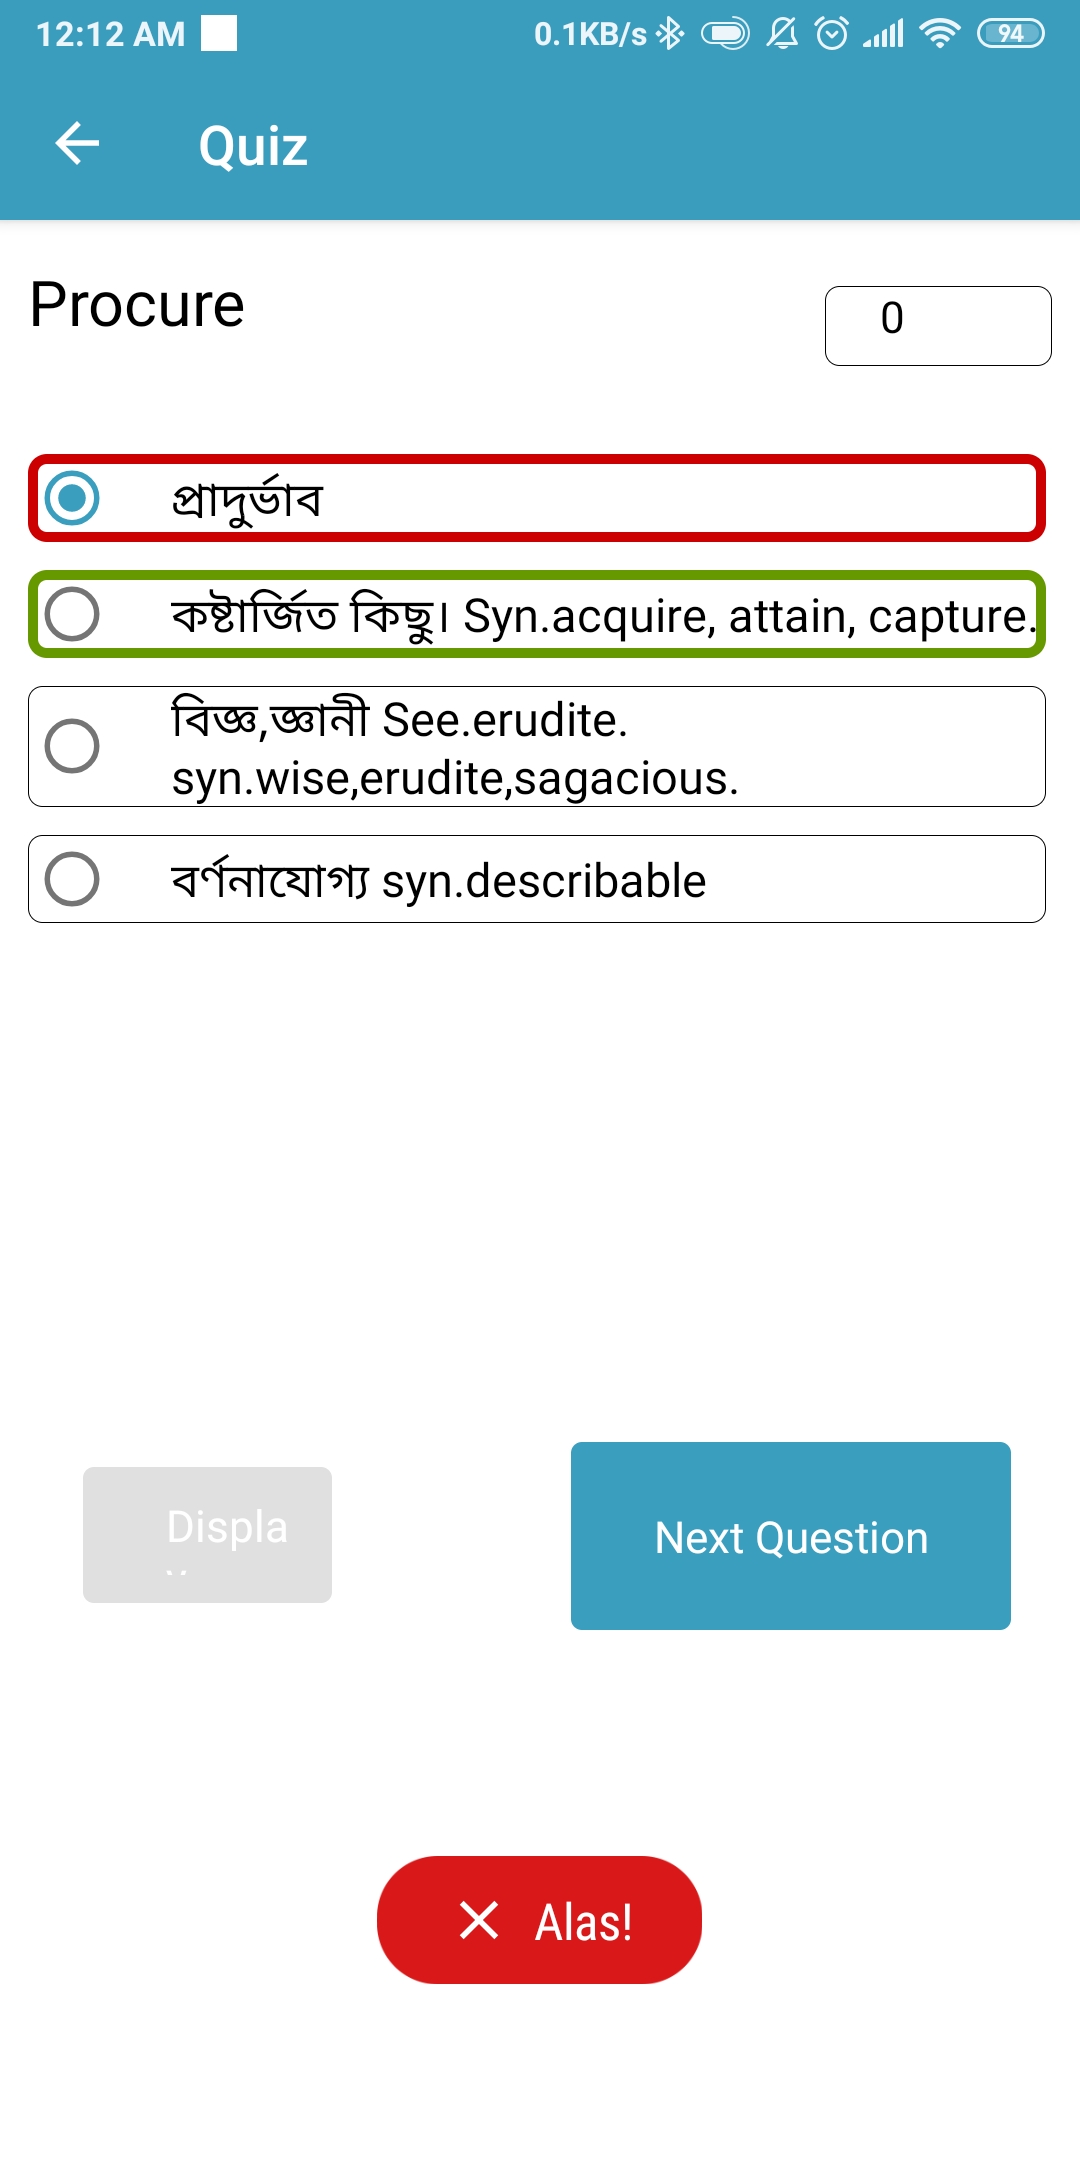 12:12 AM 0.1KB/s 94
Quiz
Procure
0
প্রাদুর্ভাব
কষ্টার্জিত কিছু। Syn.acquire, attain, capture.
বিজ্ঞ,জ্ঞানী See.erudite.
syn.wise,erudite,sagacious.
বর্ণনাযোগ্য syn.describable
Displa
Next Question
Alas!